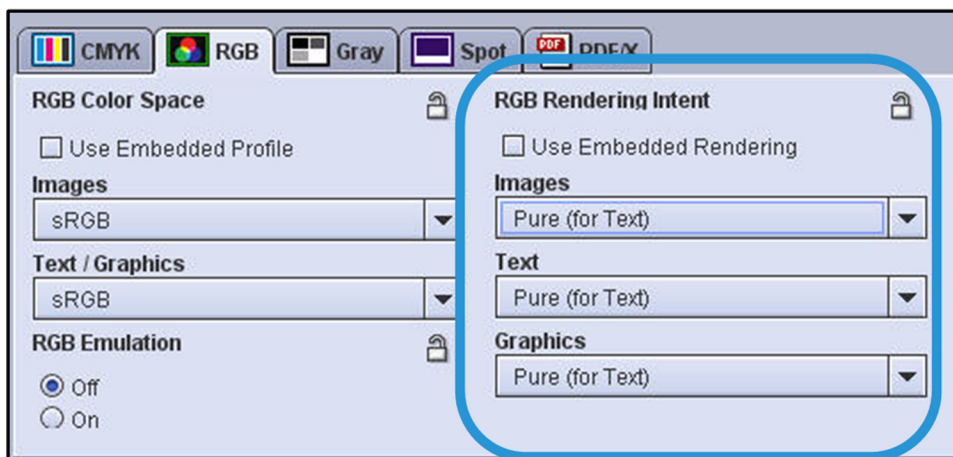 CMYK RGB Gray Spot PDF PDF/X
RGB Color Space
Use Embedded Profile
Images
sRGB
Text / Graphics
sRGB
RGB Emulation
Off
On
RGB Rendering Intent
Use Embedded Rendering
Images
Pure (for Text)
Text
Pure (for Text)
Graphics
Pure (for Text)